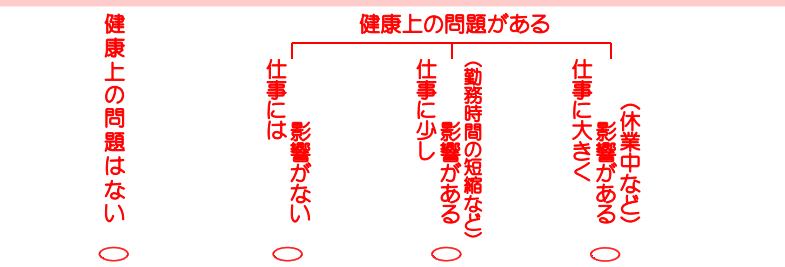 健康上の問題はない
健康上の問題がある
仕事には
影響がない
仕事に少し
影響がある
（勤務時間の短縮など）
仕事に大きく
影響がある
（休業中など）